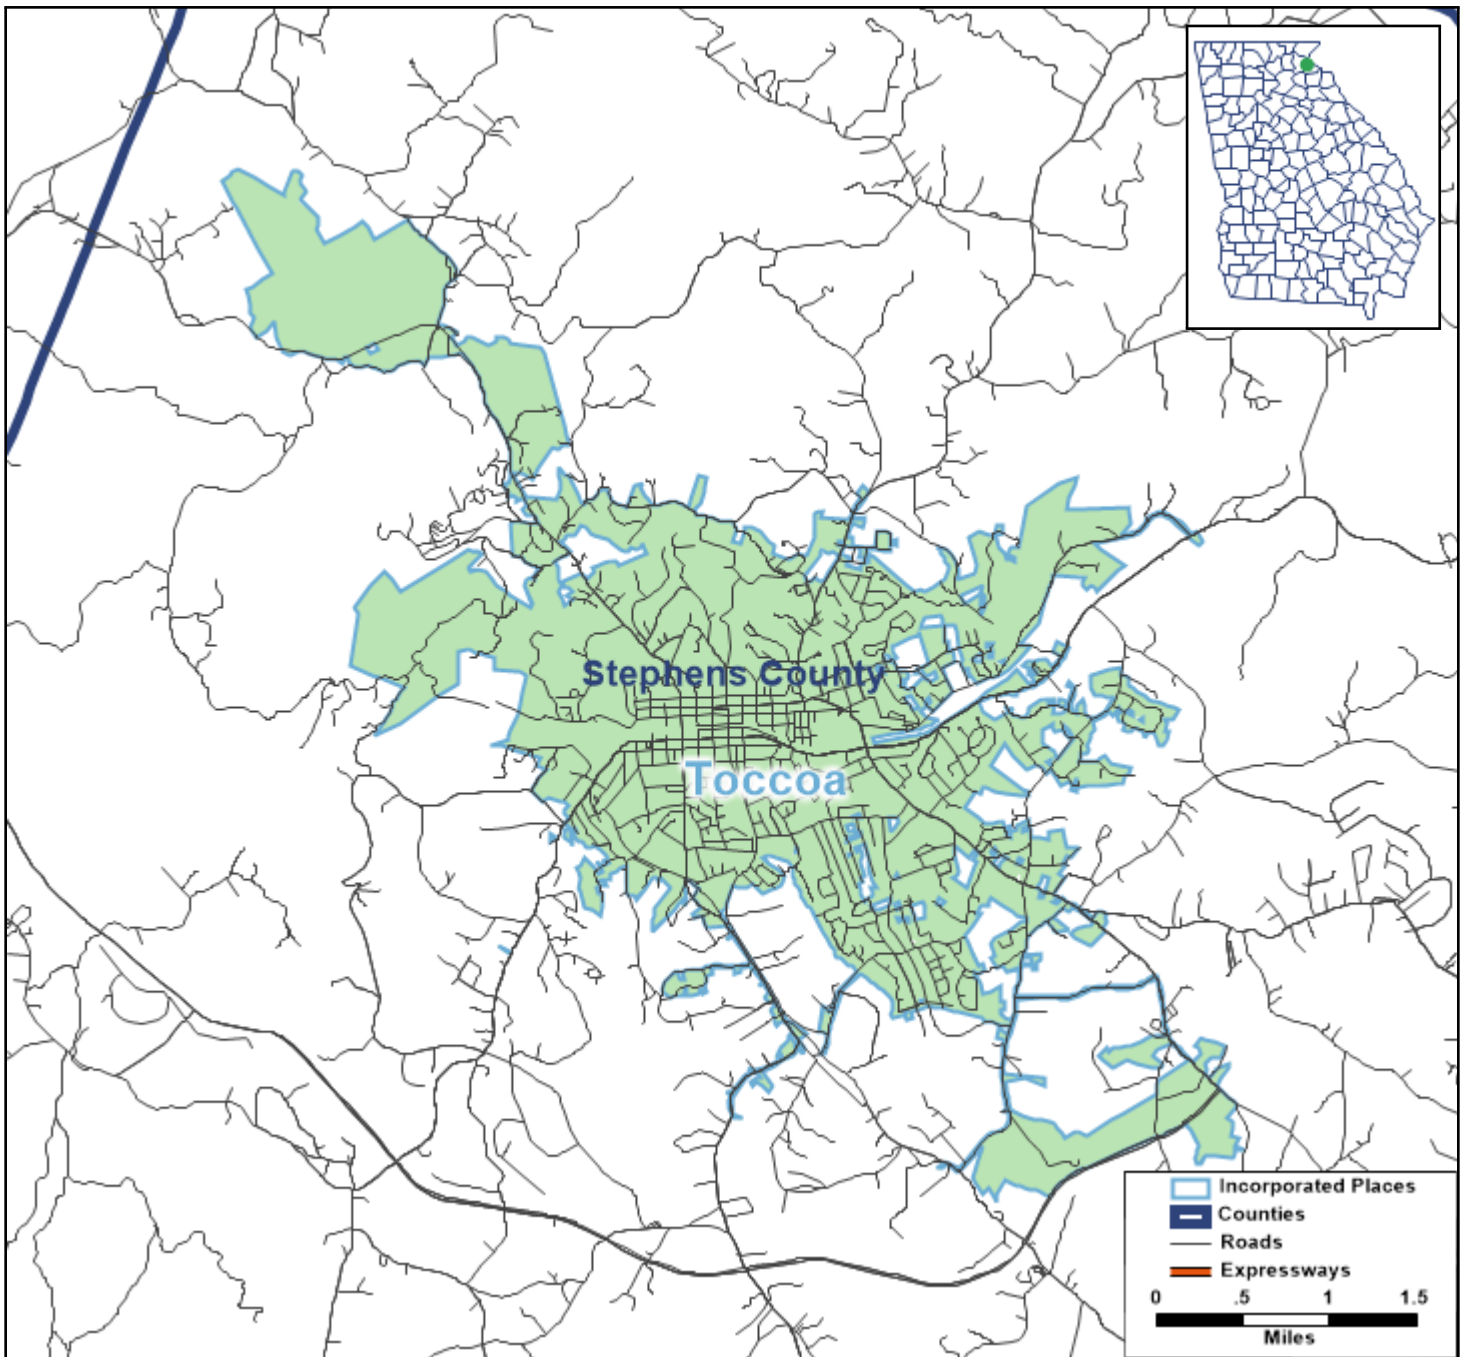 Stephens County
Toccoa
Incorporated Places
Counties
Roads
Expressways
0 .5 1 1.5
Miles